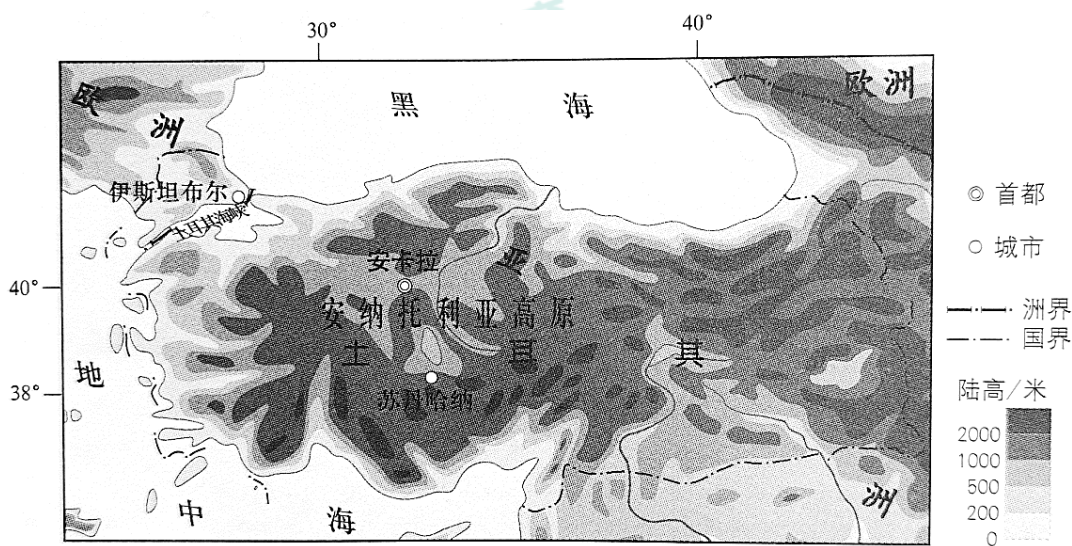 30°
40°
欧洲
黑海
欧洲
伊斯坦布尔
土耳其海峡
亚
安卡拉
40°
安纳托利亚高原
土耳其
地
38°
苏丹哈纳
中海
洲
首都
城市
洲界
国界
陆高/米
2000
1000
500
200
0